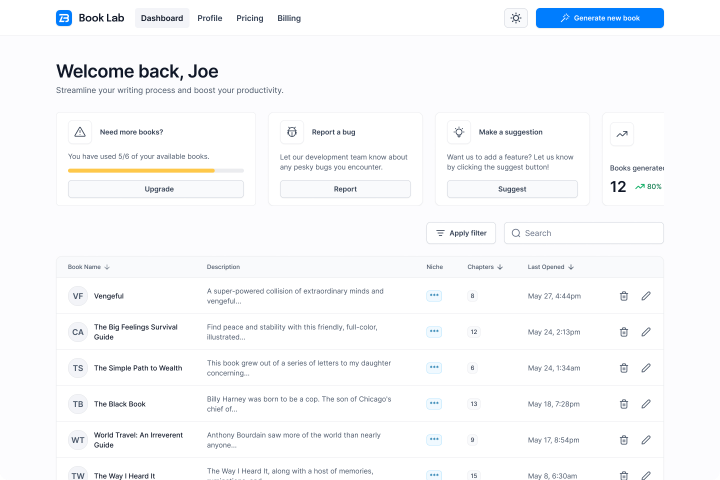 Book Lab Dashboard Profile Pricing Billing Generate new book
Welcome back, Joe
Streamline your writing process and boost your productivity.
Need more books?
You have used 5/6 of your available books.
Upgrade
Report a bug
Let our development team know about
any pesky bugs you encounter.
Report
Make a suggestion
Want us to add a feature? Let us know
by clicking the suggest button!
Suggest
Books generated
12 80%
Apply filter Search
Book Name Description Niche Chapters Last Opened
VF Vengeful
A super-powered collision of extraordinary minds and
vengeful...
8 May 27, 4:44pm
CA The Big Feelings Survival
Guide
Find peace and stability with this friendly, full-color,
illustrated...
12 May 24, 2:13pm
TS The Simple Path to Wealth
This book grew out of a series of letters to my daughter
concerning...
6 May 24, 1:34am
TB The Black Book
Billy Harney was born to be a cop. The son of Chicago's
chief of...
13 May 18, 7:28pm
WT World Travel: An Irreverent
Guide
Anthony Bourdain saw more of the world than nearly
anyone...
9 May 17, 8:54pm
TW The Way I Heard It
The Way I Heard It, along with a host of memories,
15 May 8, 6:30am